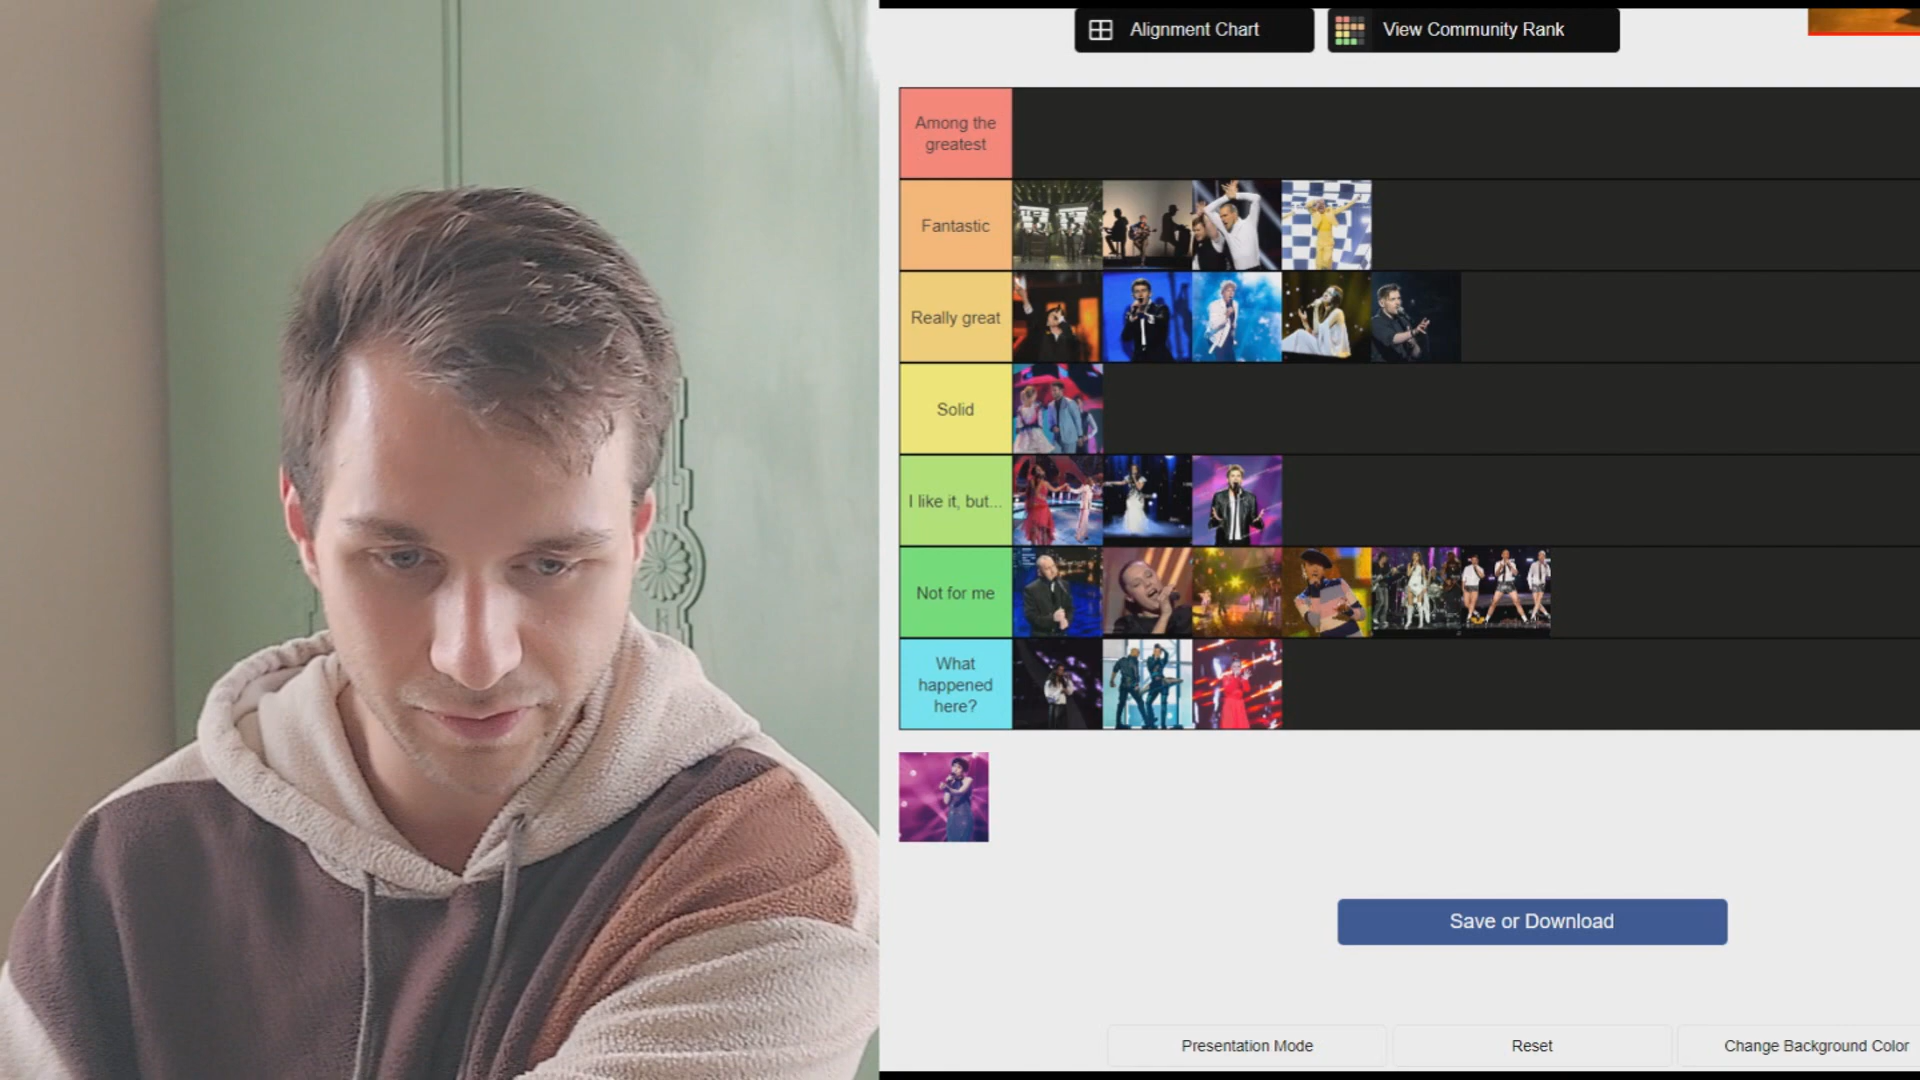 Alignment Chart
View Community Rank
Among the
greatest
Fantastic
Really great
Solid
I like it, but...
Not for me
What
happened
here?
Save or Download
Presentation Mode
Reset
Change Background Color